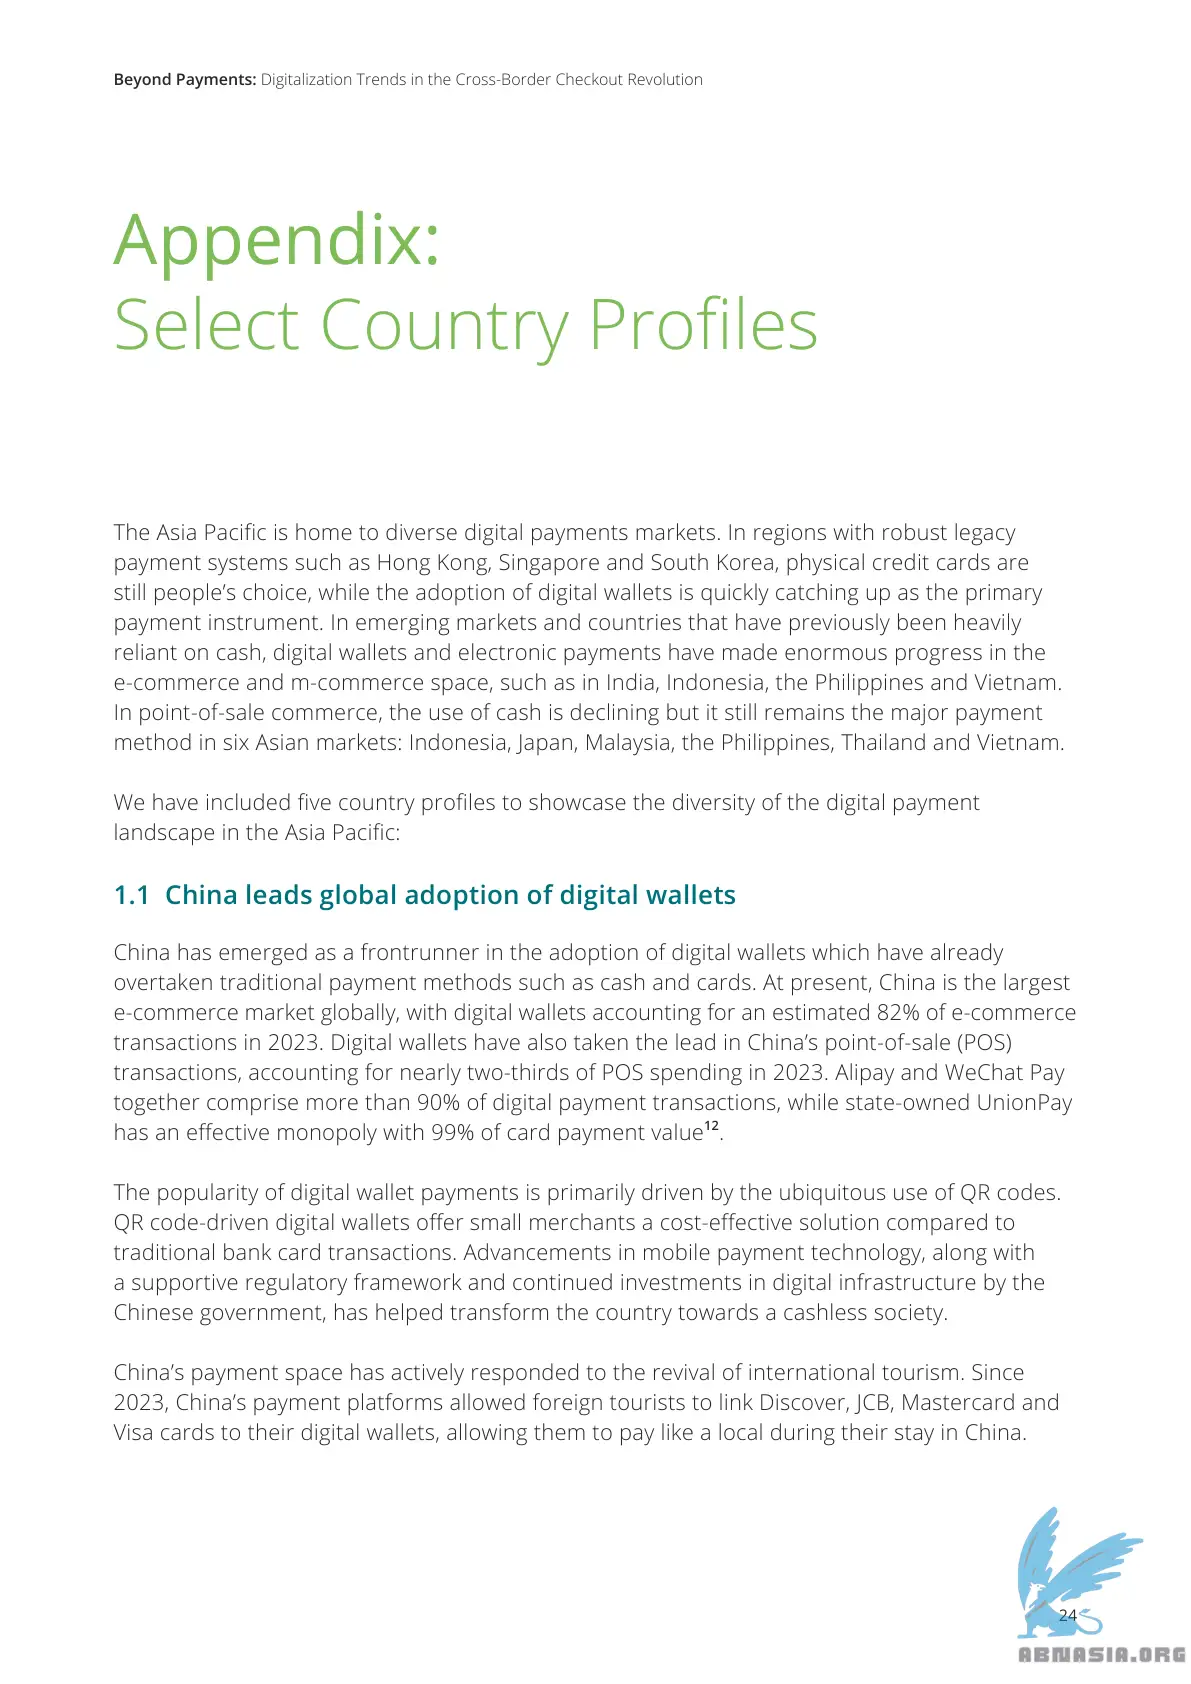 Beyond Payments: Digitalization Trends in the Cross-Border Checkout Revolution
Appendix:
Select Country Profiles
The Asia Pacific is home to diverse digital payments markets. In regions with robust legacy
payment systems such as Hong Kong, Singapore and South Korea, physical credit cards are
still people’s choice, while the adoption of digital wallets is quickly catching up as the primary
payment instrument. In emerging markets and countries that have previously been heavily
reliant on cash, digital wallets and electronic payments have made enormous progress in the
e-commerce and m-commerce space, such as in India, Indonesia, the Philippines and Vietnam.
In point-of-sale commerce, the use of cash is declining but it still remains the major payment
method in six Asian markets: Indonesia, Japan, Malaysia, the Philippines, Thailand and Vietnam.
We have included five country profiles to showcase the diversity of the digital payment
landscape in the Asia Pacific:
1.1 China leads global adoption of digital wallets
China has emerged as a frontrunner in the adoption of digital wallets which have already
overtaken traditional payment methods such as cash and cards. At present, China is the largest
e-commerce market globally, with digital wallets accounting for an estimated 82% of e-commerce
transactions in 2023. Digital wallets have also taken the lead in China’s point-of-sale (POS)
transactions, accounting for nearly two-thirds of POS spending in 2023. Alipay and WeChat Pay
together comprise more than 90% of digital payment transactions, while state-owned UnionPay
has an effective monopoly with 99% of card payment value¹².
The popularity of digital wallet payments is primarily driven by the ubiquitous use of QR codes.
QR code-driven digital wallets offer small merchants a cost-effective solution compared to
traditional bank card transactions. Advancements in mobile payment technology, along with
a supportive regulatory framework and continued investments in digital infrastructure by the
Chinese government, has helped transform the country towards a cashless society.
China’s payment space has actively responded to the revival of international tourism. Since
2023, China’s payment platforms allowed foreign tourists to link Discover, JCB, Mastercard and
Visa cards to their digital wallets, allowing them to pay like a local during their stay in China.
24
ABNASIA.ORG